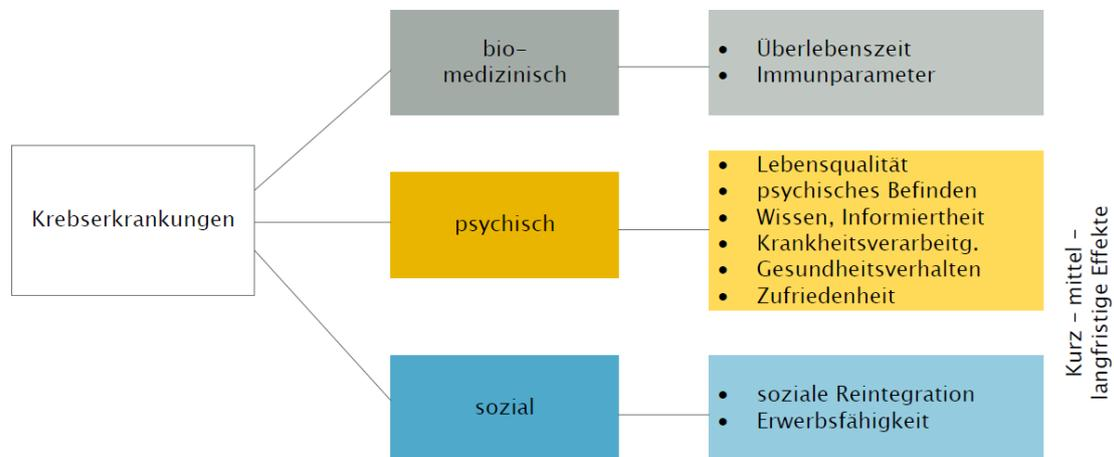 Krebserkrankungen
bio–
medizinisch
• Überlebenszeit
• Immunparameter
psychisch
• Lebensqualität
• psychisches Befinden
• Wissen, Informiertheit
• Krankheitsverarbeitg.
• Gesundheitsverhalten
• Zufriedenheit
sozial
• soziale Reintegration
• Erwerbsfähigkeit
Kurz – mittel –
langfristige Effekte